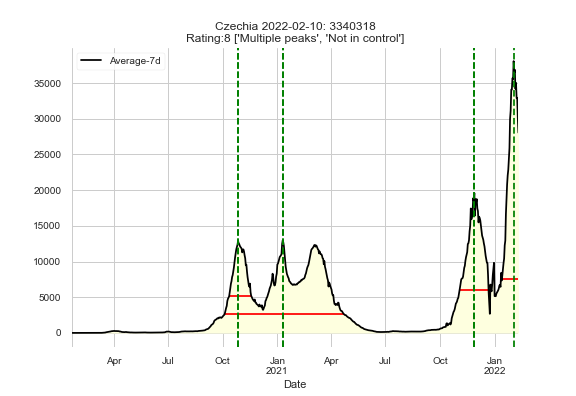 Czechia 2022-02-10: 3340318
Rating:8 ['Multiple peaks', 'Not in control']
Average-7d
35000
30000
25000
20000
15000
10000
5000
0
Apr Jul Oct Jan Apr Jul Oct Jan
2021 2022
Date